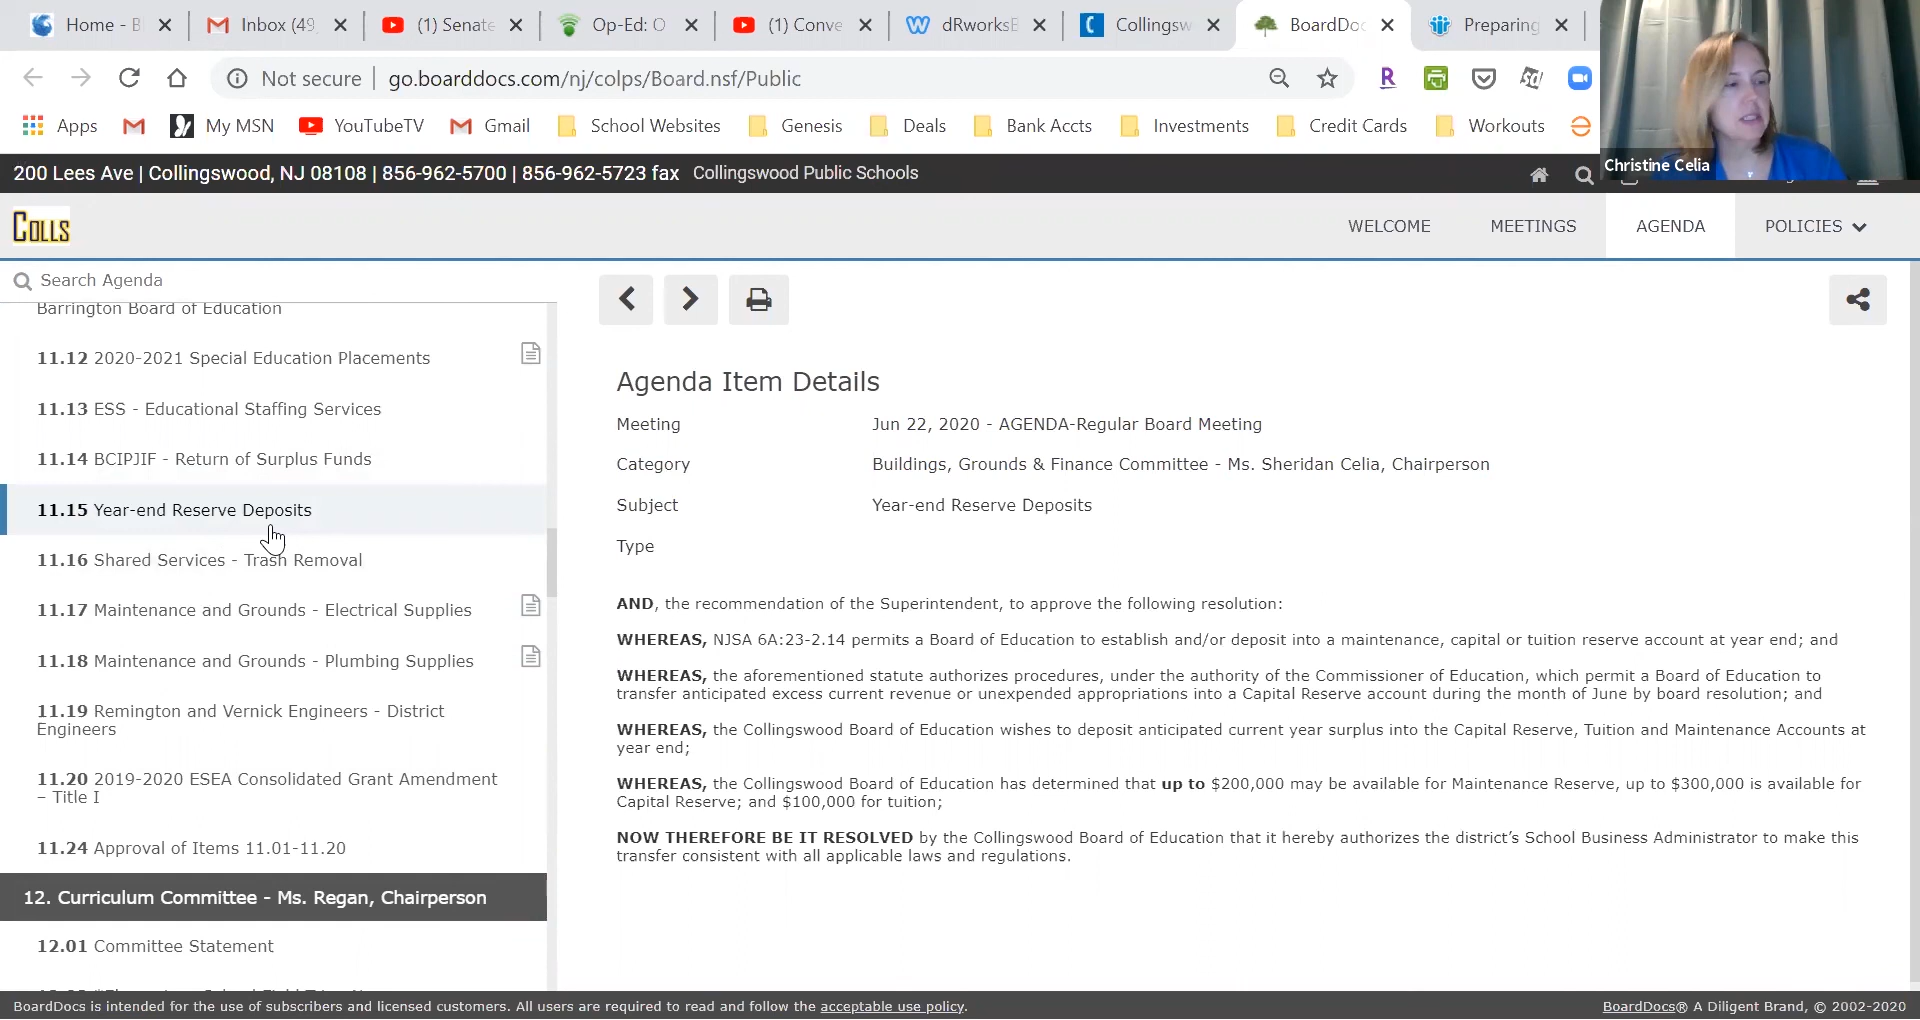 Home - B
Inbox (49
(1) Senate
Op-Ed: O
(1) Conve
dRworksB
Collingsw
BoardDoc
Preparing
Not secure | go.boarddocs.com/nj/colps/Board.nsf/Public
Apps
My MSN
YouTubeTV
Gmail
School Websites
Genesis
Deals
Bank Accts
Investments
Credit Cards
Workouts
Christine Celia
200 Lees Ave | Collingswood, NJ 08108 | 856-962-5700 | 856-962-5723 fax Collingswood Public Schools
COLLS
WELCOME
MEETINGS
AGENDA
POLICIES
Search Agenda
Barrington Board of Education
11.12 2020-2021 Special Education Placements
11.13 ESS - Educational Staffing Services
11.14 BCIPJIF - Return of Surplus Funds
11.15 Year-end Reserve Deposits
11.16 Shared Services - Trash Removal
11.17 Maintenance and Grounds - Electrical Supplies
11.18 Maintenance and Grounds - Plumbing Supplies
11.19 Remington and Vernick Engineers - District
Engineers
11.20 2019-2020 ESEA Consolidated Grant Amendment
– Title I
11.24 Approval of Items 11.01-11.20
12. Curriculum Committee - Ms. Regan, Chairperson
12.01 Committee Statement
Agenda Item Details
Meeting
Jun 22, 2020 - AGENDA-Regular Board Meeting
Category
Buildings, Grounds & Finance Committee - Ms. Sheridan Celia, Chairperson
Subject
Year-end Reserve Deposits
Type
AND, the recommendation of the Superintendent, to approve the following resolution:
WHEREAS, NJSA 6A:23-2.14 permits a Board of Education to establish and/or deposit into a maintenance, capital or tuition reserve account at year end; and
WHEREAS, the aforementioned statute authorizes procedures, under the authority of the Commissioner of Education, which permit a Board of Education to
transfer anticipated excess current revenue or unexpended appropriations into a Capital Reserve account during the month of June by board resolution; and
WHEREAS, the Collingswood Board of Education wishes to deposit anticipated current year surplus into the Capital Reserve, Tuition and Maintenance Accounts at
year end;
WHEREAS, the Collingswood Board of Education has determined that up to $200,000 may be available for Maintenance Reserve, up to $300,000 is available for
Capital Reserve; and $100,000 for tuition;
NOW THEREFORE BE IT RESOLVED by the Collingswood Board of Education that it hereby authorizes the district's School Business Administrator to make this
transfer consistent with all applicable laws and regulations.
BoardDocs is intended for the use of subscribers and licensed customers. All users are required to read and follow the acceptable use policy.
BoardDocs® A Diligent Brand, © 2002-2020